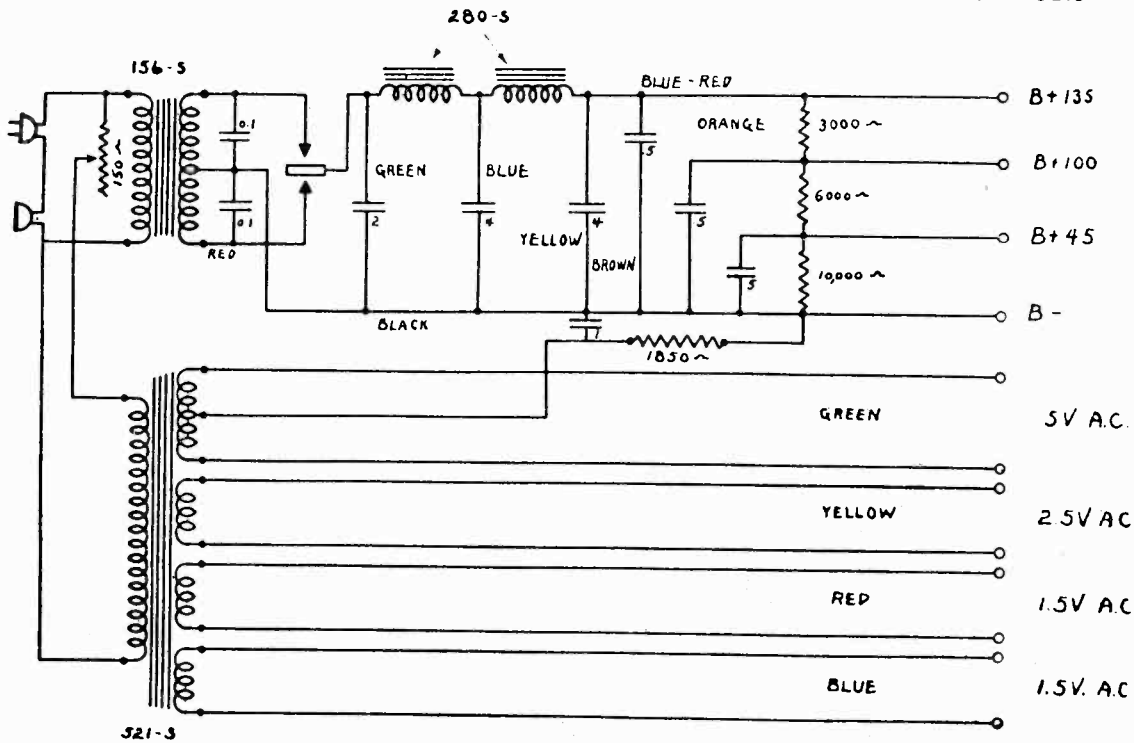 280-S
156-S
BLUE-RED
B+135
0.1
150~
ORANGE
3000~
.5
B+100
GREEN
BLUE
6000~
0.1
2
4
4
5
YELLOW
B+45
RED
BROWN
5
10,000~
B-
BLACK
1
1850~
GREEN
5V A.C.
YELLOW
2.5V AC
RED
1.5V A.C
BLUE
1.5V. A.C
321-S